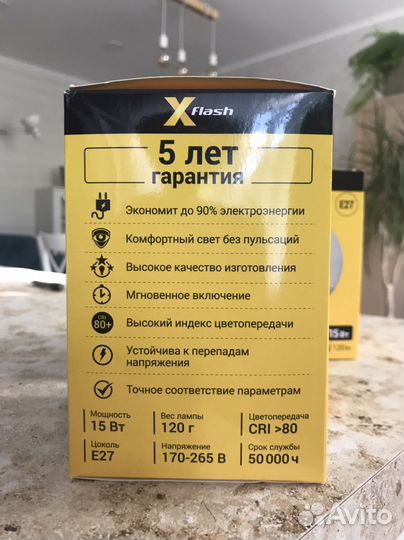 X flash
5 лет
гарантия
Экономит до 90% электроэнергии
Комфортный свет без пульсаций
Высокое качество изготовления
Мгновенное включение
CRI
80+
Высокий индекс цветопередачи
Устойчива к перепадам
напряжения
Точное соответствие параметрам
Мощность
15 Вт
Вес лампы
120 г
Цветопередача
CRI >80
Цоколь
E27
Напряжение
170-265 В
Срок службы
50 000 ч
E27
15 Вт
Avito